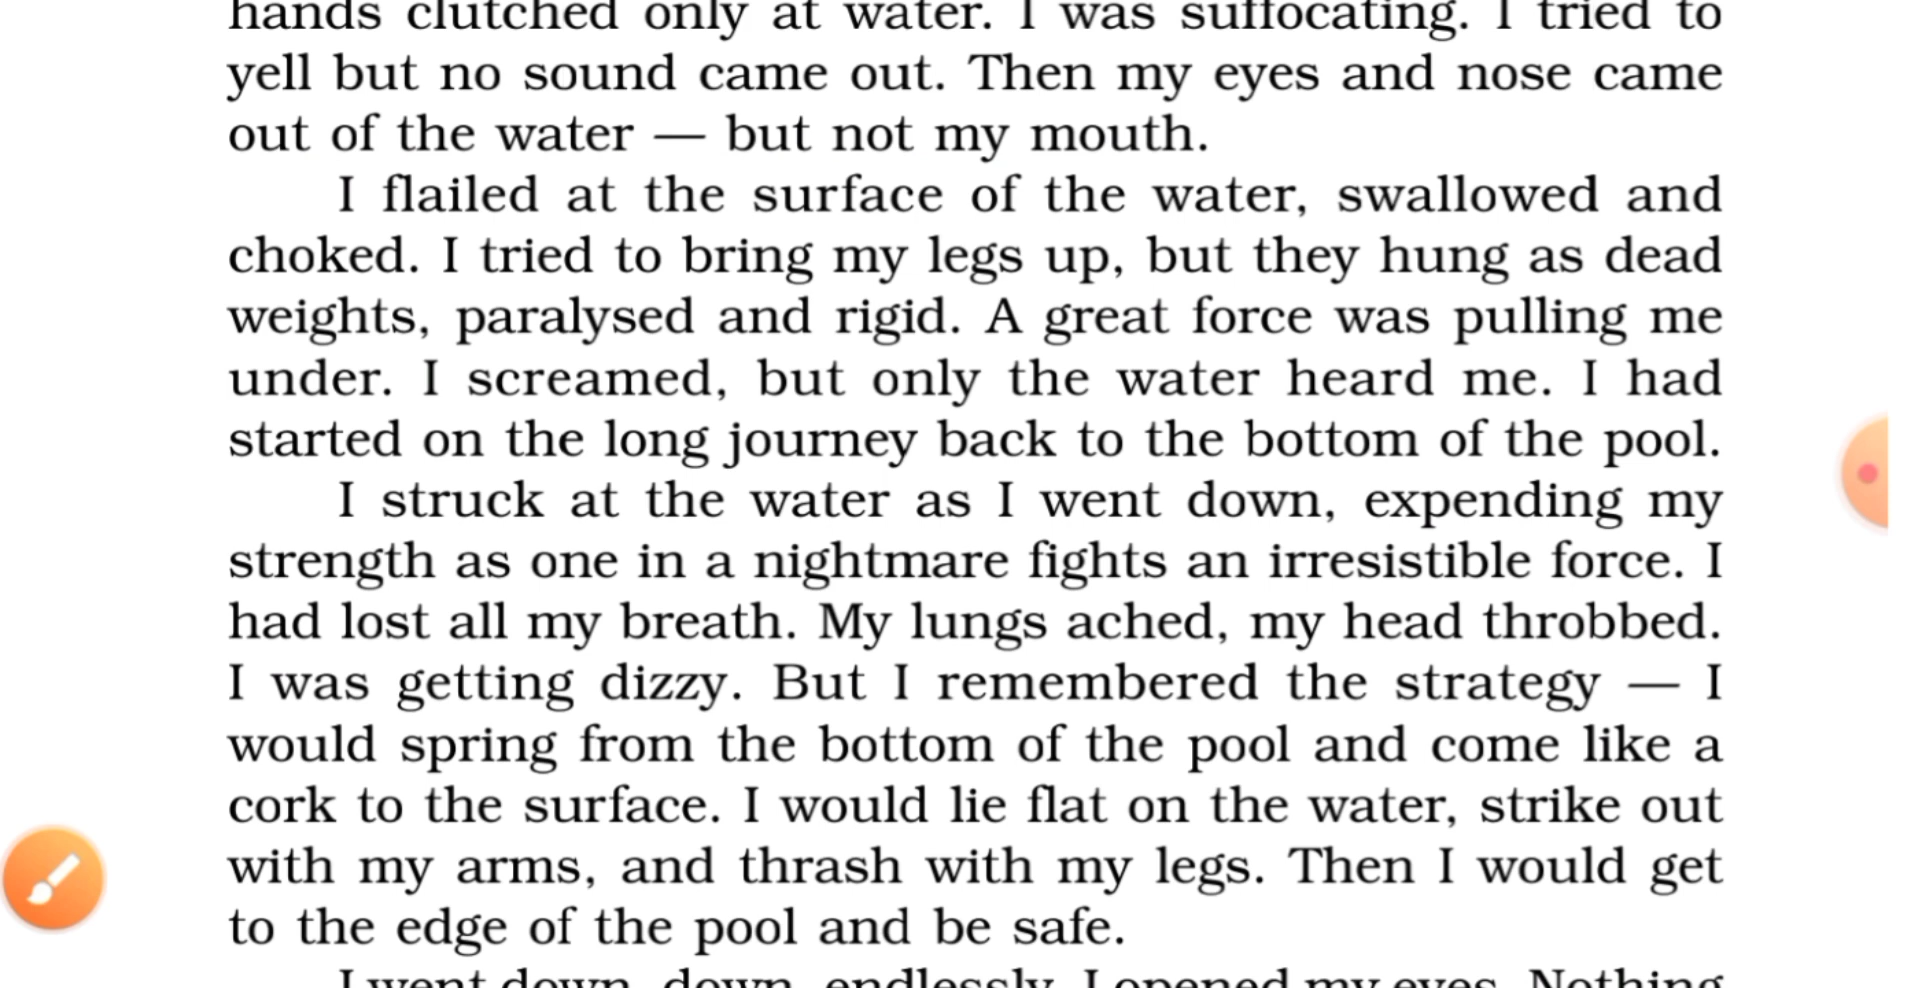 hands clutched only at water. I was suffocating. I tried to
yell but no sound came out. Then my eyes and nose came
out of the water — but not my mouth.
I flailed at the surface of the water, swallowed and
choked. I tried to bring my legs up, but they hung as dead
weights, paralysed and rigid. A great force was pulling me
under. I screamed, but only the water heard me. I had
started on the long journey back to the bottom of the pool.
I struck at the water as I went down, expending my
strength as one in a nightmare fights an irresistible force. I
had lost all my breath. My lungs ached, my head throbbed.
I was getting dizzy. But I remembered the strategy — I
would spring from the bottom of the pool and come like a
cork to the surface. I would lie flat on the water, strike out
with my arms, and thrash with my legs. Then I would get
to the edge of the pool and be safe.
I went down, down, endlessly. I opened my eyes. Nothing